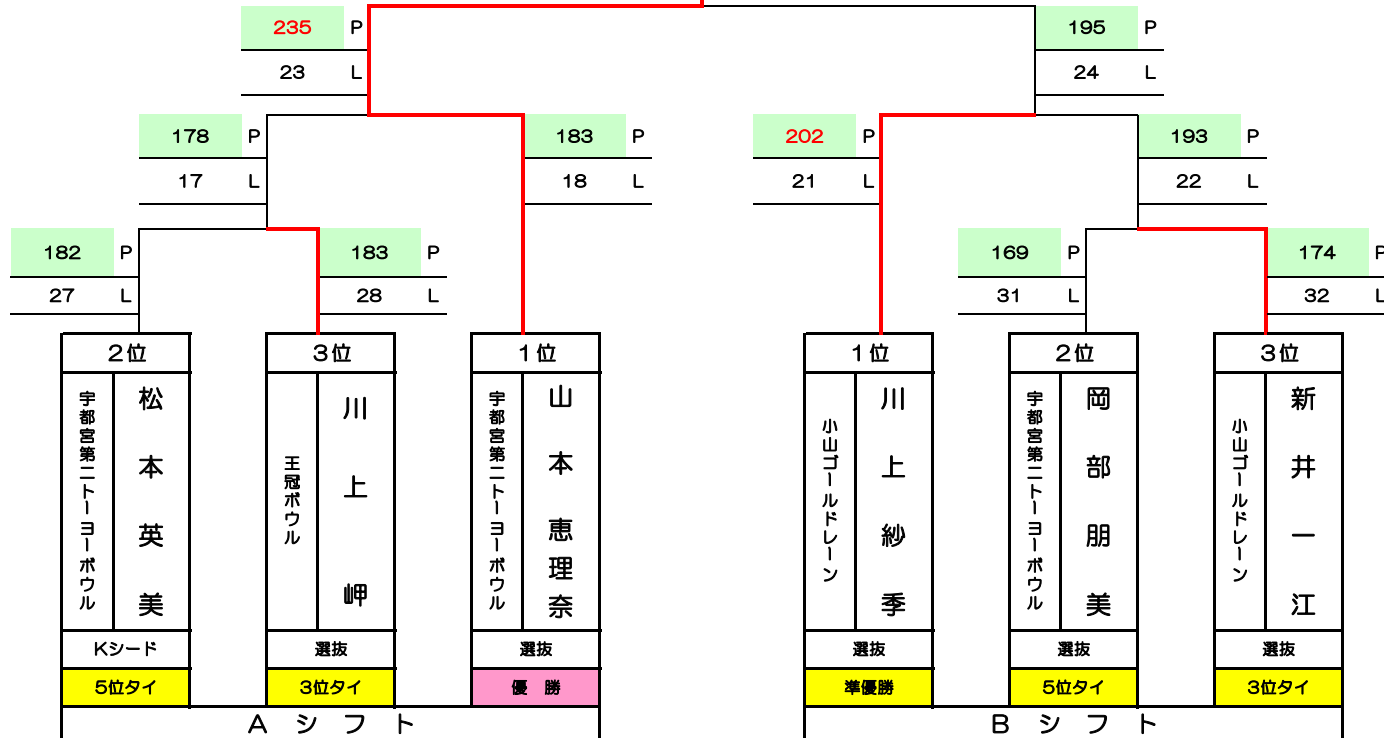 235 P 195 P
23 L 24 L
178 P 183 P 202 P 193 P
17 L 18 L 21 L 22 L
182 P 183 P 169 P 174 P
27 L 28 L 31 L 32 L
2位 3位 1位 1位 2位 3位
宇都宮第二トーヨーボウル
松本英美
王冠ボウル
川上岬
宇都宮第二トーヨーボウル
山本恵理奈
小山ゴールドレーン
川上紗季
宇都宮第二トーヨーボウル
岡部朋美
小山ゴールドレーン
新井一江
Kシード 選抜 選抜 選抜 選抜 選抜
5位タイ 3位タイ 優勝 準優勝 5位タイ 3位タイ
Aシフト Bシフト